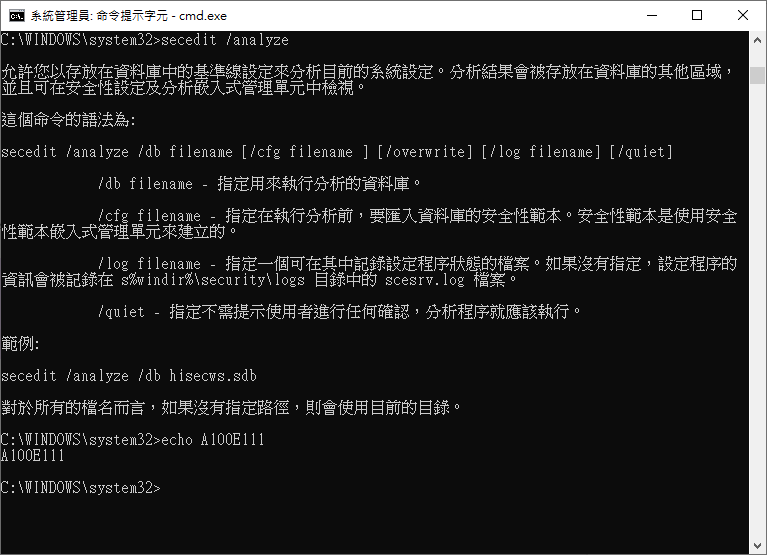 系統管理員: 命令提示字元 - cmd.exe
C:\WINDOWS\system32>secedit /analyze
允許您以存放在資料庫中的基準線設定來分析目前的系統設定。分析結果會被存放在資料庫的其他區域，
並且可在安全性設定及分析嵌入式管理單元中檢視。
這個命令的語法為:
secedit /analyze /db filename [/cfg filename ] [/overwrite] [/log filename] [/quiet]
/db filename - 指定用來執行分析的資料庫。
/cfg filename - 指定在執行分析前，要匯入資料庫的安全性範本。安全性範本是使用安全
性範本嵌入式管理單元來建立的。
/log filename - 指定一個可在其中記錄設定程序狀態的檔案。如果沒有指定，設定程序的
資訊會被記錄在 s%windir%\security\logs 目錄中的 scesrv.log 檔案。
/quiet - 指定不需提示使用者進行任何確認，分析程序就應該執行。
範例:
secedit /analyze /db hisecws.sdb
對於所有的檔名而言，如果沒有指定路徑，則會使用目前的目錄。
C:\WINDOWS\system32>echo A100E111
A100E111
C:\WINDOWS\system32>